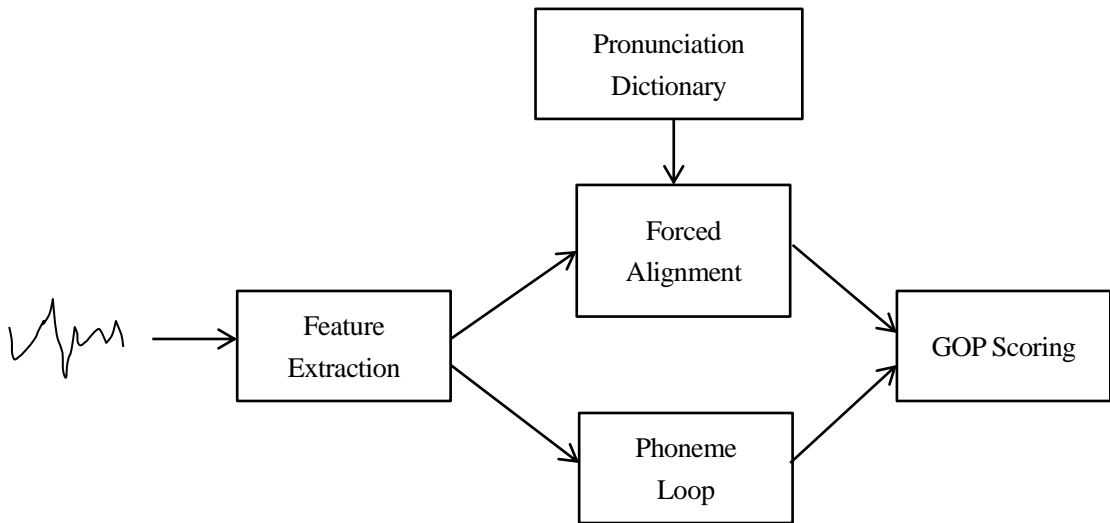 Pronunciation
Dictionary
Forced
Alignment
Feature
Extraction
GOP Scoring
Phoneme
Loop